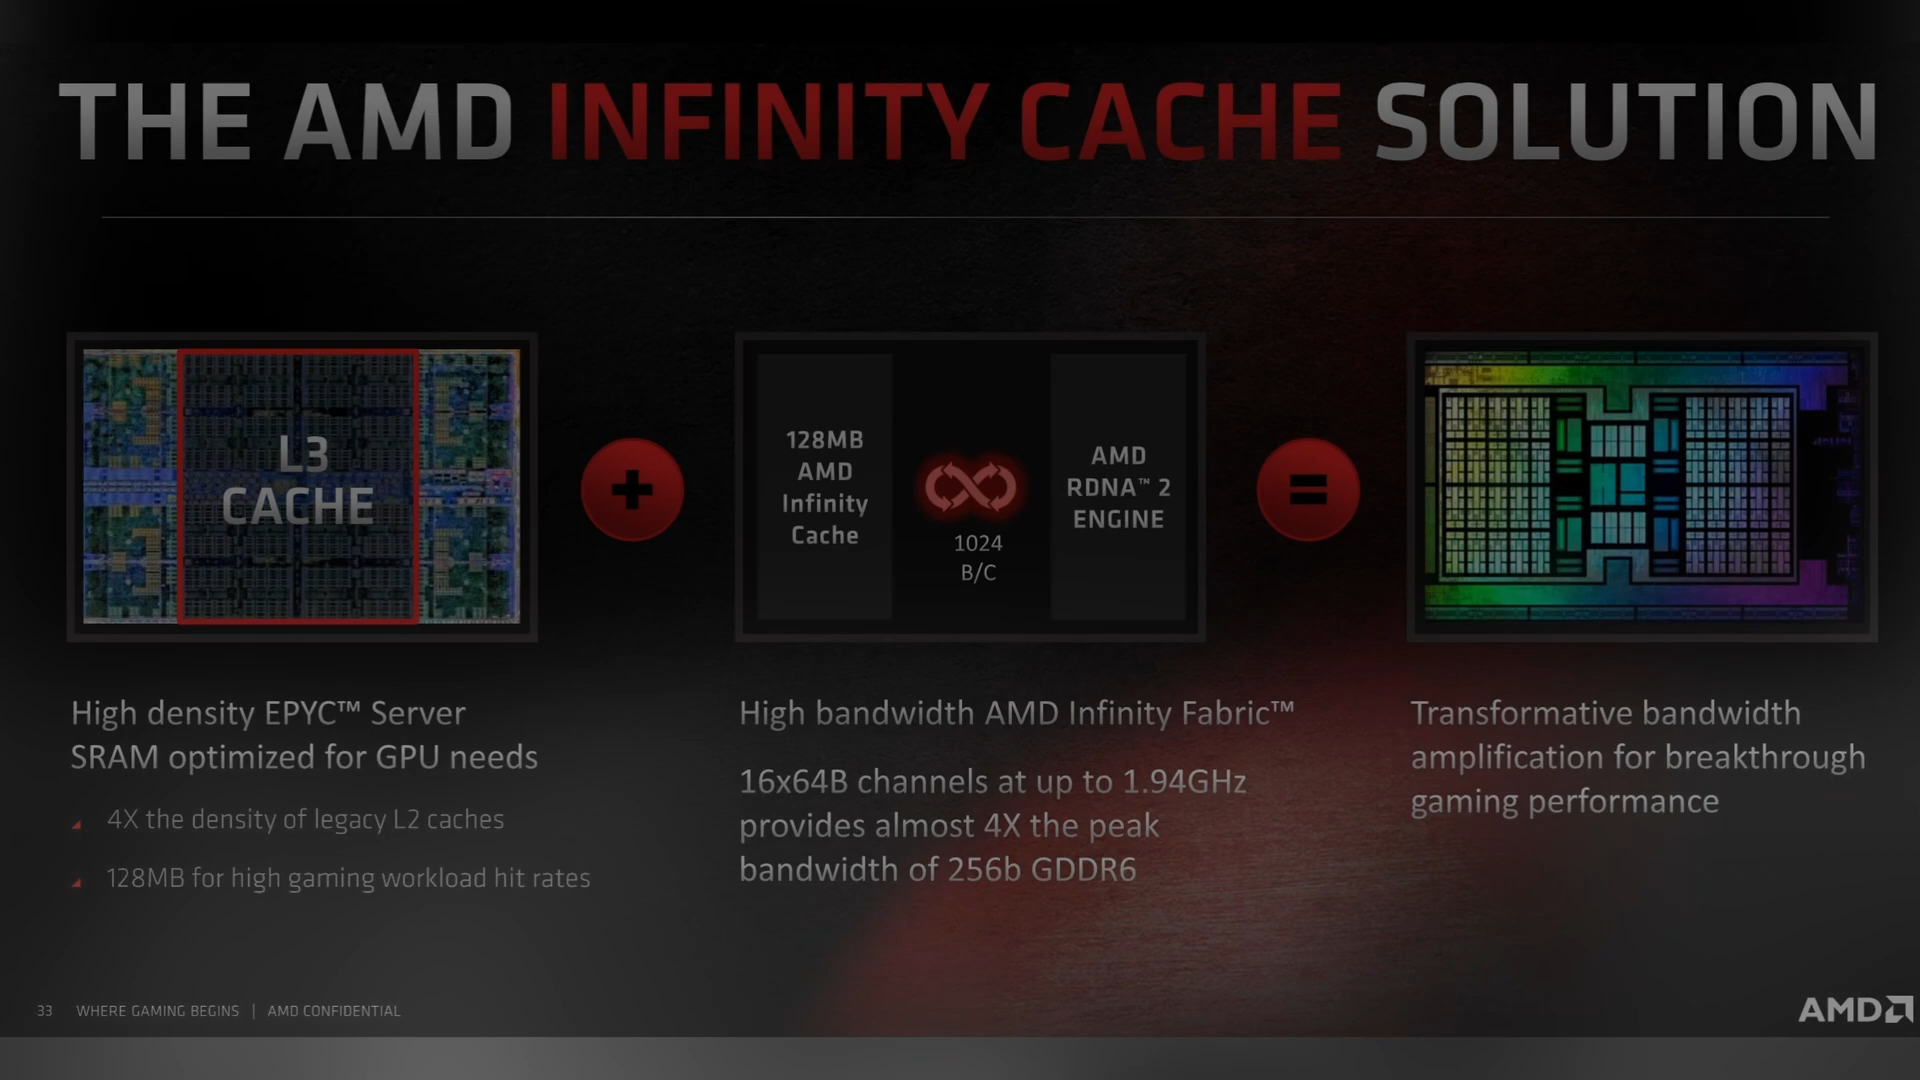 THE AMD INFINITY CACHE SOLUTION
L3
CACHE
+
128MB
AMD
Infinity
Cache
1024
B/C
AMD
RDNA™ 2
ENGINE
=
High density EPYC™ Server
SRAM optimized for GPU needs
4X the density of legacy L2 caches
128MB for high gaming workload hit rates
High bandwidth AMD Infinity Fabric™
16x64B channels at up to 1.94GHz
provides almost 4X the peak
bandwidth of 256b GDDR6
Transformative bandwidth
amplification for breakthrough
gaming performance
33 WHERE GAMING BEGINS | AMD CONFIDENTIAL
AMD